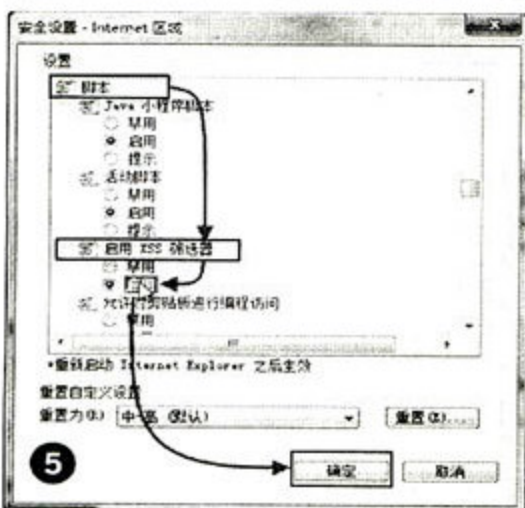 安全设置 - Internet 区域
设置
脚本
Java 小程序脚本
禁用
启用
提示
活动脚本
禁用
启用
提示
启用 XSS 筛选器
禁用
启用
允许对剪贴板进行编程访问
禁用
*重新启动 Internet Explorer 之后生效
重置自定义设置
重置为(R): 中-高 (默认) 重置(E)...
5 确定 取消